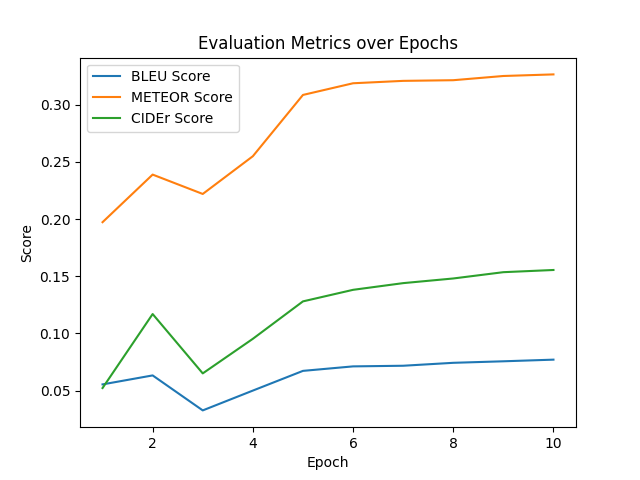 Evaluation Metrics over Epochs
BLEU Score
METEOR Score
CIDEr Score
0.30
0.25
0.20
0.15
0.10
0.05
Score
2 4 6 8 10
Epoch